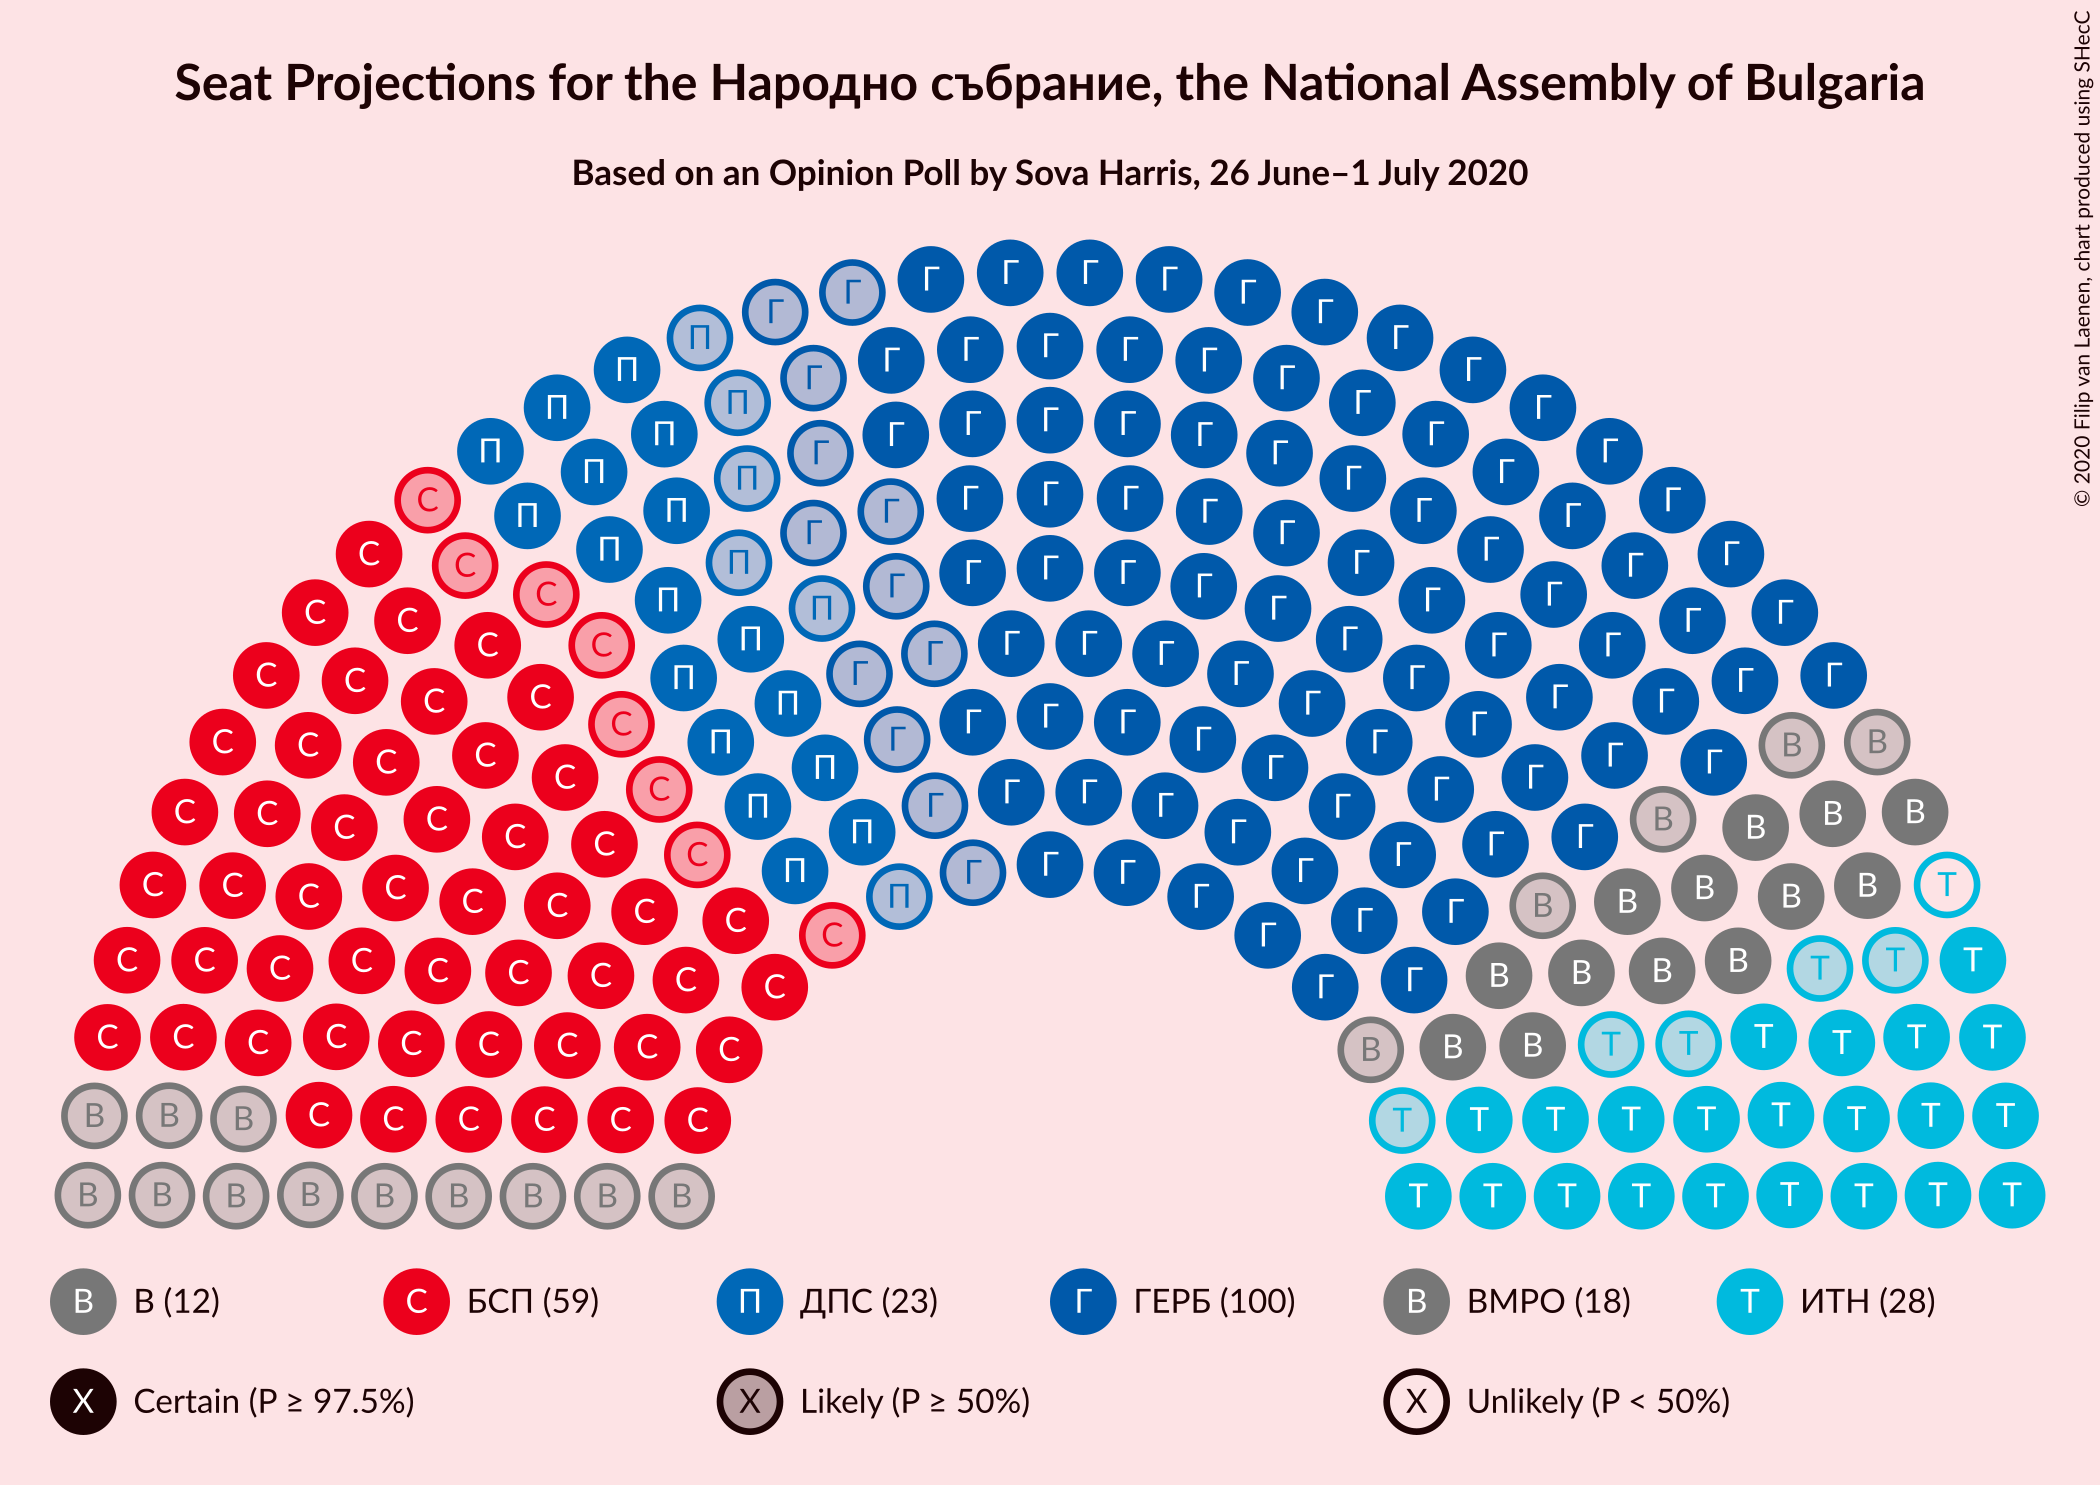 Seat Projections for the Народно събрание, the National Assembly of Bulgaria
Based on an Opinion Poll by Sova Harris, 26 June–1 July 2020
© 2020 Filip van Laenen, chart produced using SHecC
В В (12)
С БСП (59)
П ДПС (23)
Г ГЕРБ (100)
В ВМРО (18)
Т ИТН (28)
X Certain (P ≥ 97.5%)
X Likely (P ≥ 50%)
X Unlikely (P < 50%)